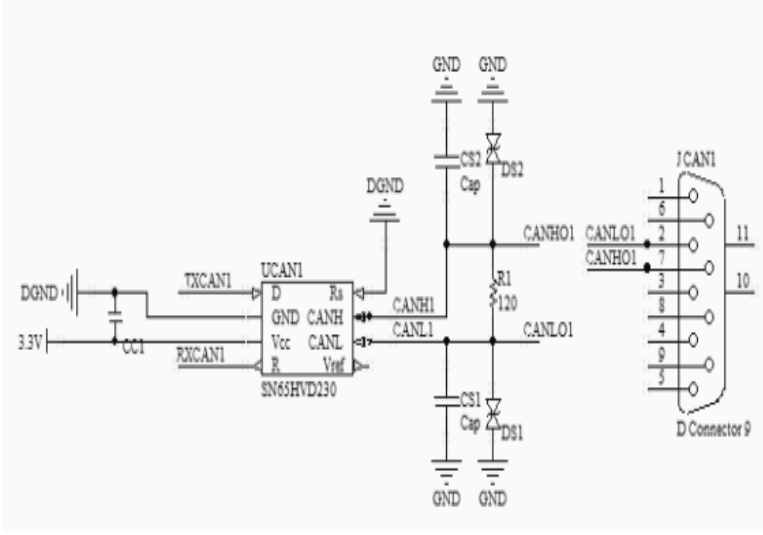 GND GND
CS2
Cap
DS2
JCAN1
DGND
1
6
CANHO1 CANLO1 2 11
CANHO1 7
UCAN1
TXCAN1 D Rs
R1
120
DGND
3 10
CANH1
GND CANH
8
CANL1 CANLO1
3.3V
Vcc CANL
4
CC1
RXCAN1 R Vref
9
SN65HVD230
5
CS1
Cap
DS1
D Connector 9
GND GND